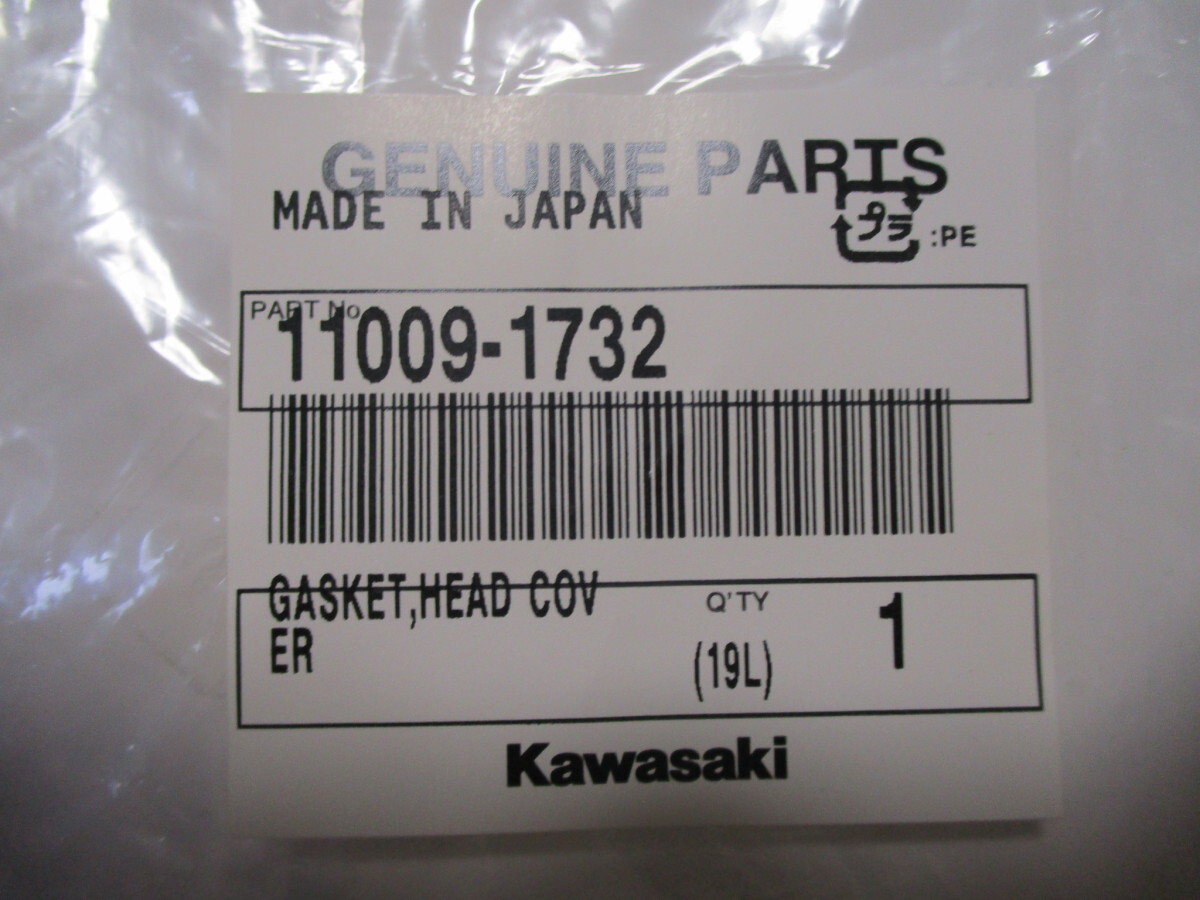 GENUINE PARTS
MADE IN JAPAN
プラ :PE
PART No.
11009-1732
GASKET,HEAD COV
ER
Q'TY
(19L)
1
Kawasaki